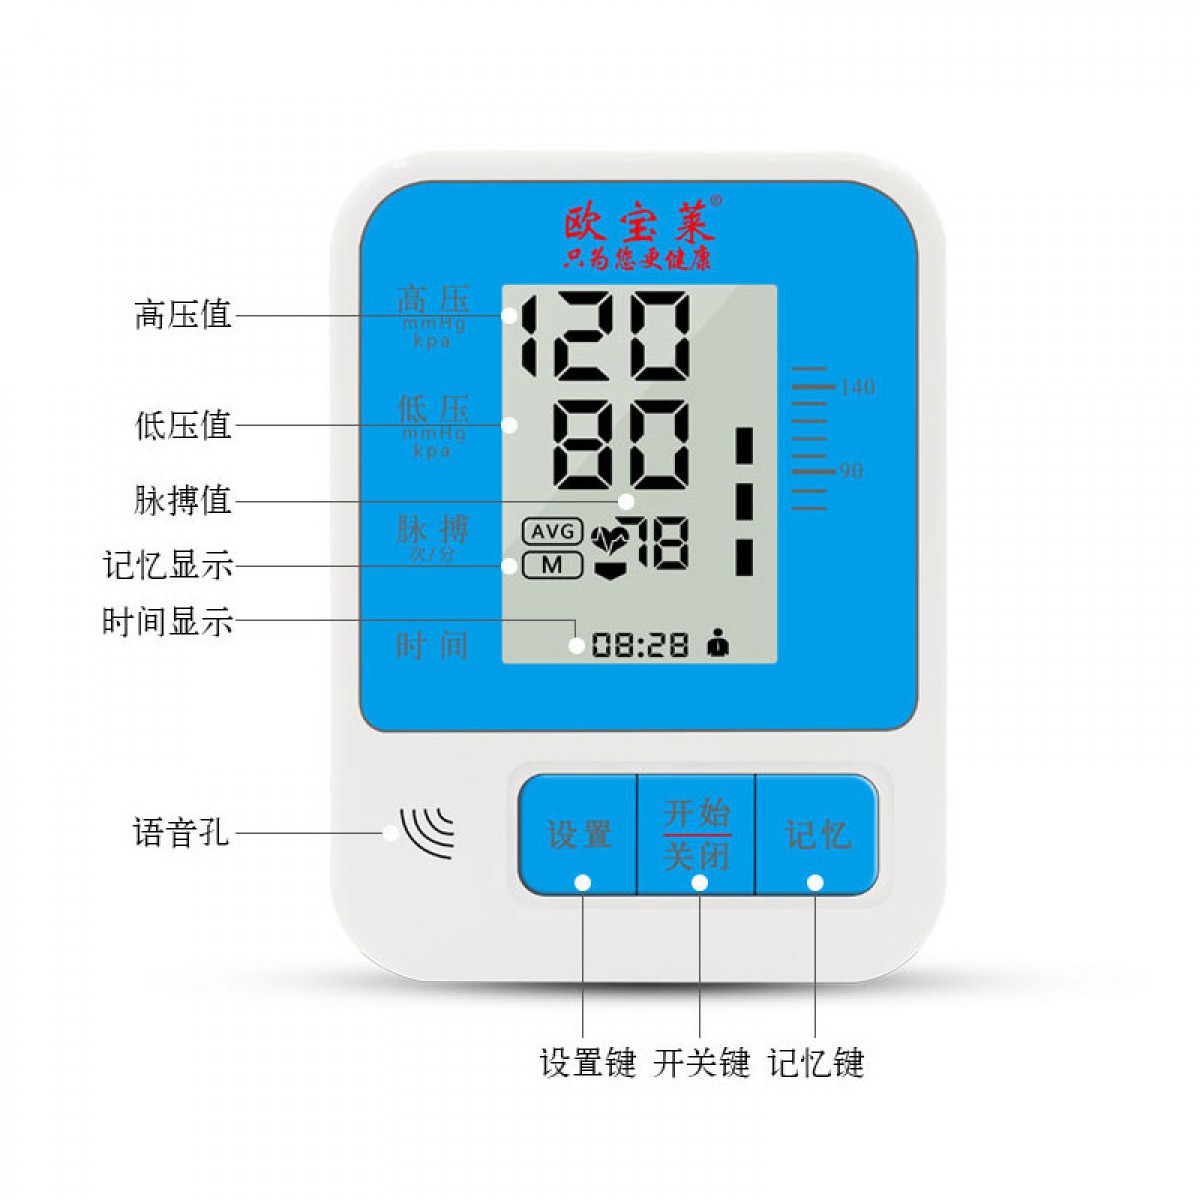 欧宝莱®
只为您更健康
高压值
高压
mmHg
kpa
120
低压值
低压
mmHg
kpa
80
140
90
脉搏值
脉搏
次/分
AVG
78
记忆显示
M
时间显示
时间
08:28
语音孔
设置
开始
关闭
记忆
设置键 开关键 记忆键